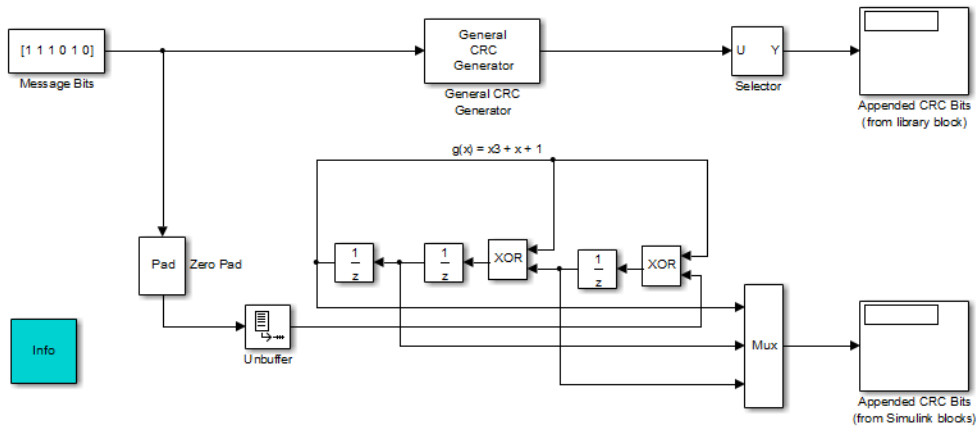 [1 1 1 0 1 0]
Message Bits
General
CRC
Generator
General CRC
Generator
U Y
Selector
Appended CRC Bits
(from library block)
g(x) = x3 + x + 1
Pad
Zero Pad
1
z
1
z
XOR
1
z
XOR
Info
Unbuffer
Mux
Appended CRC Bits
(from Simulink blocks)